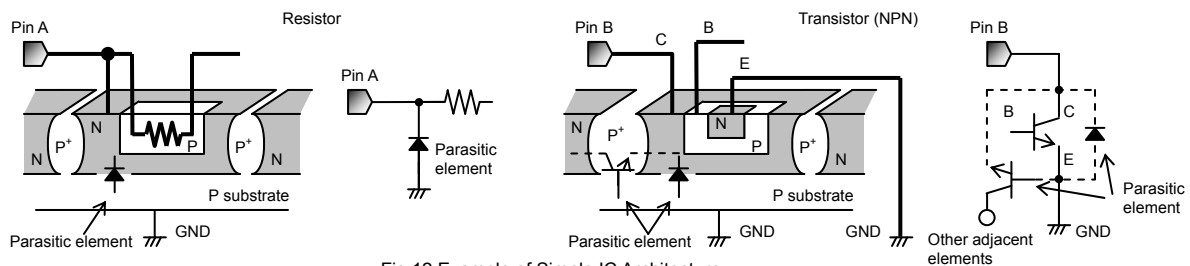 Resistor
Pin A
N
N
P⁺
P
P⁺
N
P substrate
Parasitic element
GND
Pin A
Parasitic
element
Transistor (NPN)
Pin B
C
B
E
N
P⁺
N
P
P⁺
N
P substrate
Parasitic element
GND
GND
Pin B
B
C
E
Parasitic
element
GND
Other adjacent
elements